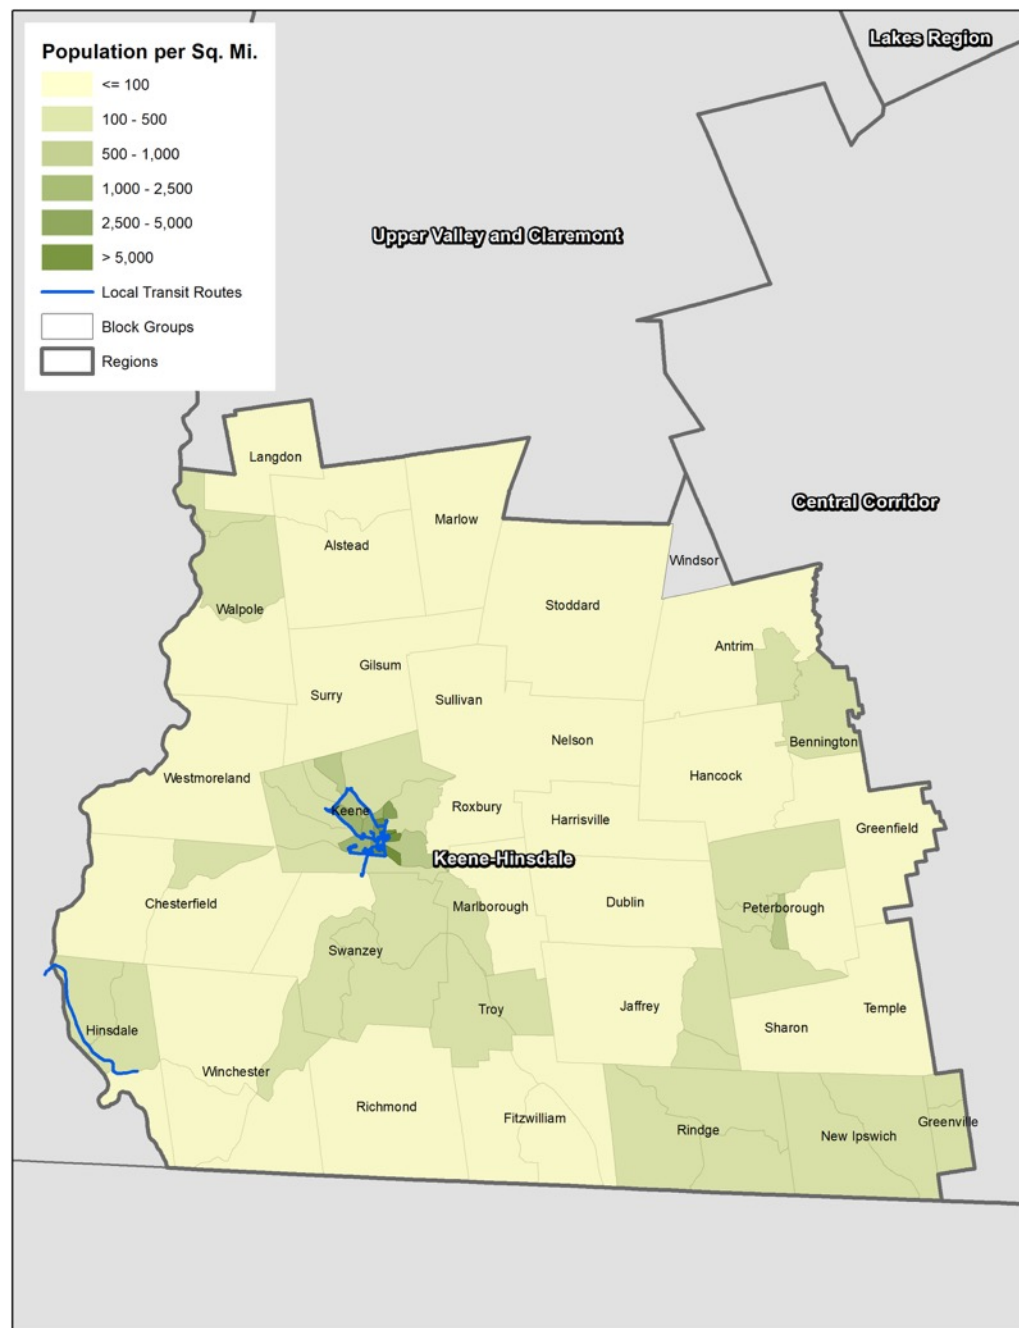 Population per Sq. Mi.
<= 100
100 - 500
500 - 1,000
1,000 - 2,500
2,500 - 5,000
> 5,000
Local Transit Routes
Block Groups
Regions
Lakes Region
Upper Valley and Claremont
Central Corridor
Langdon
Marlow
Alstead
Windsor
Walpole
Stoddard
Antrim
Gilsum
Surry
Sullivan
Nelson
Bennington
Westmoreland
Hancock
Keene
Roxbury
Harrisville
Greenfield
Keene-Hinsdale
Chesterfield
Marlborough
Dublin
Peterborough
Swanzey
Troy
Jaffrey
Temple
Sharon
Hinsdale
Winchester
Richmond
Fitzwilliam
Rindge
New Ipswich
Greenville